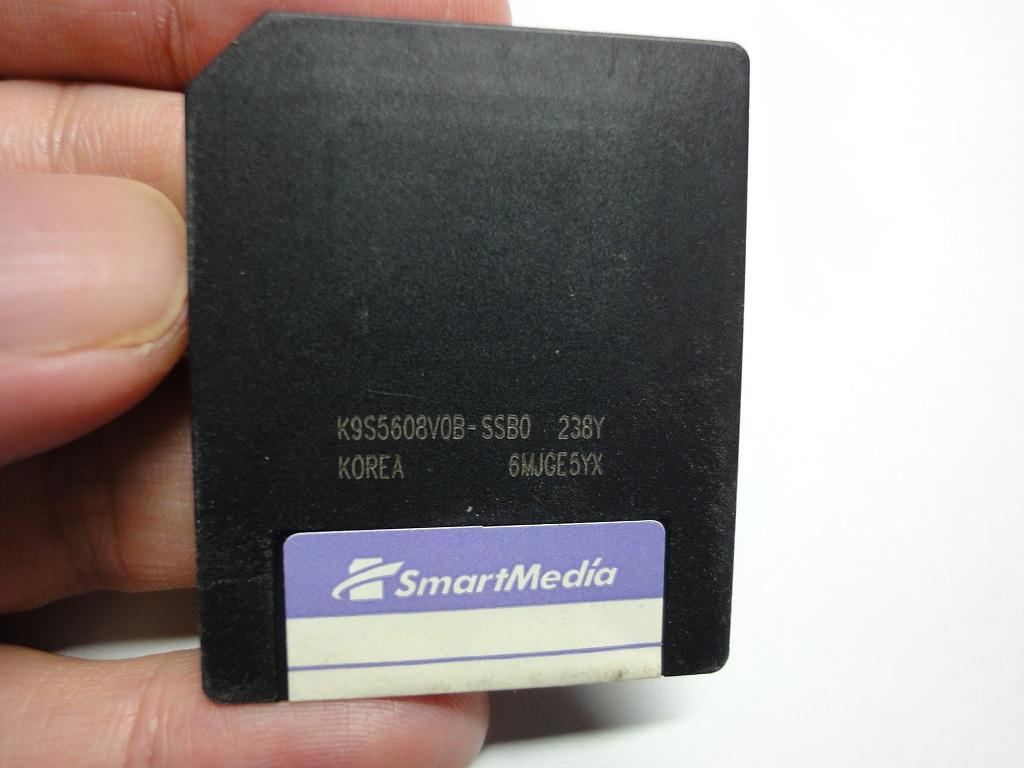 K9S5608V0B-SSB0 238Y
KOREA 6MJGE5YX
SmartMedia